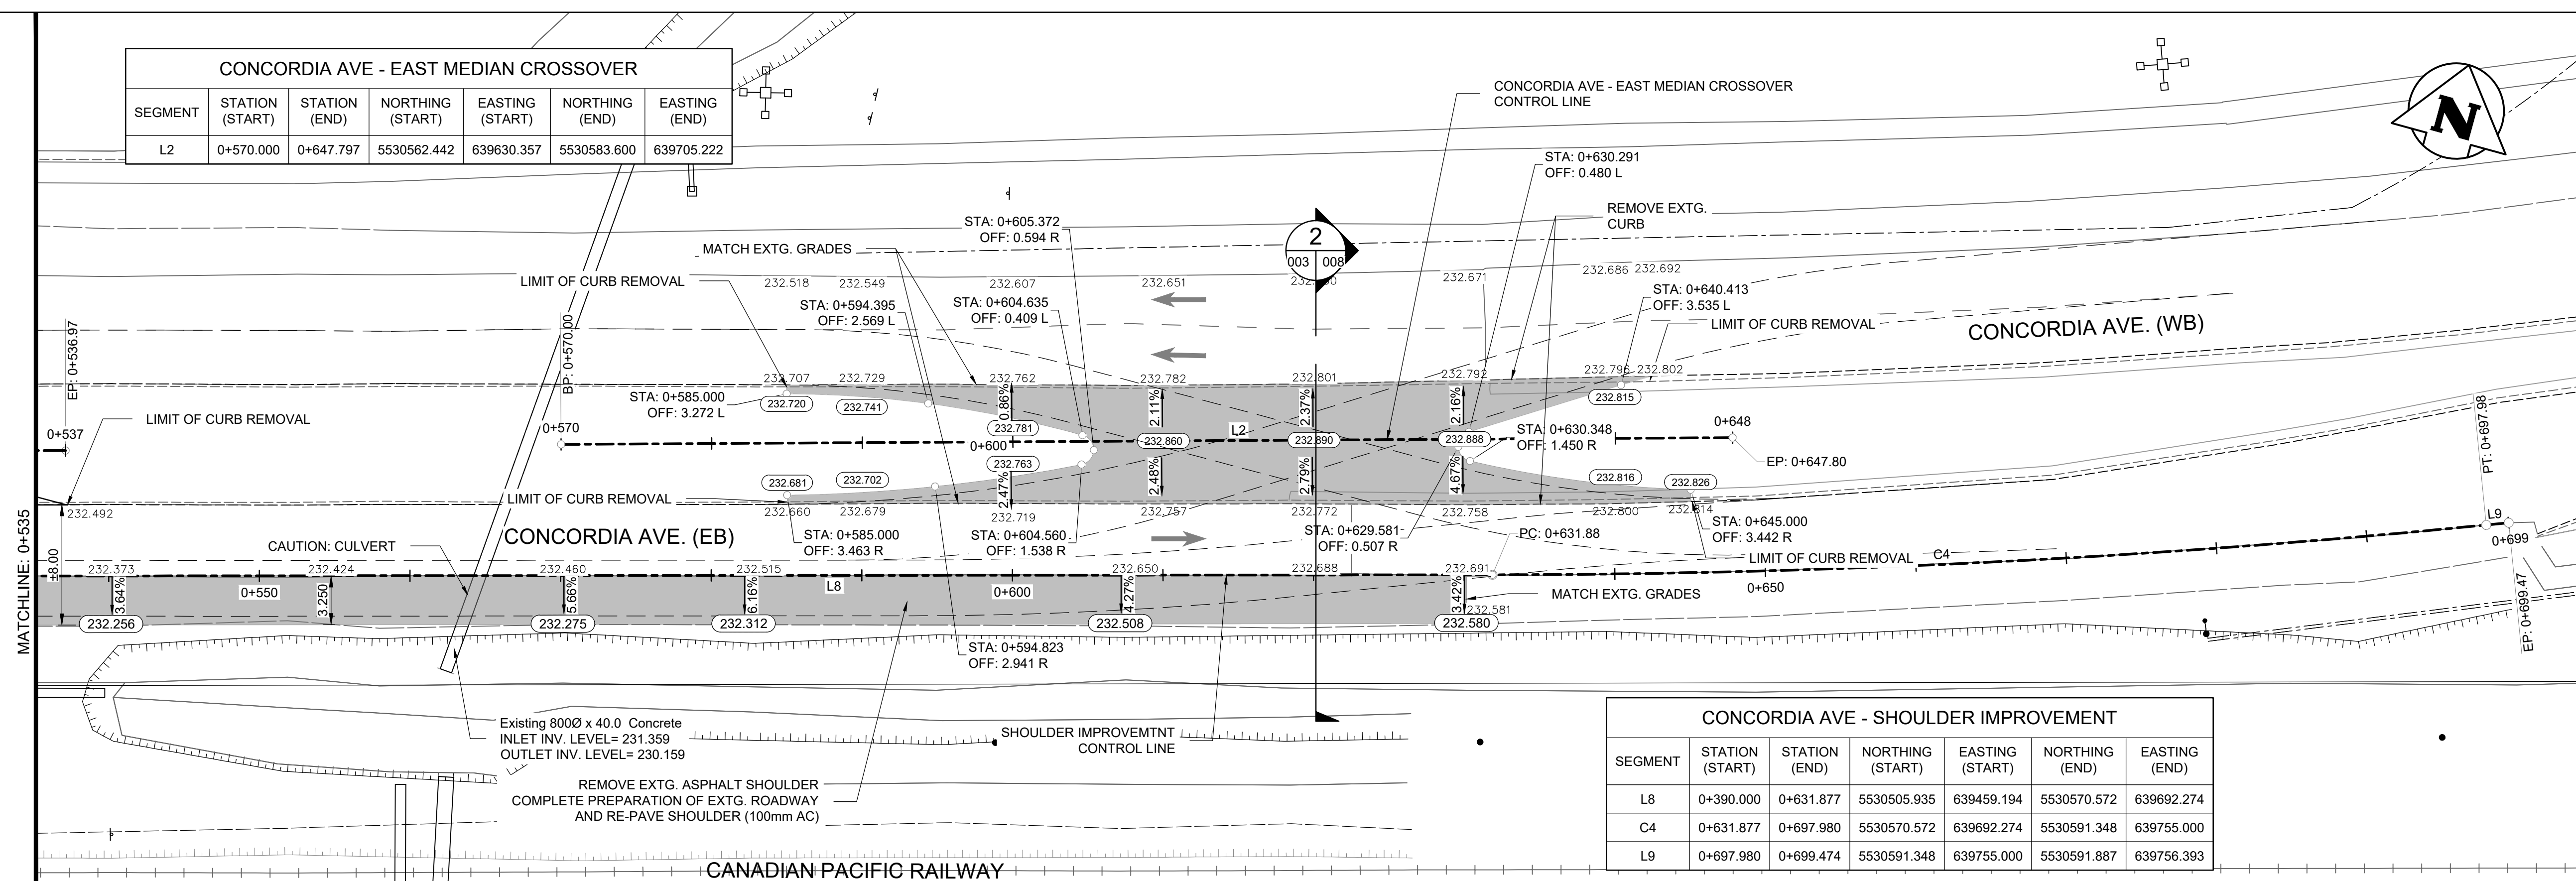 CONCORDIA AVE - EAST MEDIAN CROSSOVER
SEGMENT STATION (START) STATION (END) NORTHING (START) EASTING (START) NORTHING (END) EASTING (END)
L2 0+570.000 0+647.797 5530562.442 639630.357 5530583.600 639705.222
CONCORDIA AVE - EAST MEDIAN CROSSOVER
CONTROL LINE
N
STA: 0+630.291
OFF: 0.480 L
REMOVE EXTG.
CURB
STA: 0+605.372
OFF: 0.594 R
2
003 008
MATCH EXTG. GRADES
LIMIT OF CURB REMOVAL
232.518 232.549 232.607 232.651 232.671 232.686 232.692
STA: 0+594.395
OFF: 2.569 L
STA: 0+604.635
OFF: 0.409 L
STA: 0+640.413
OFF: 3.535 L
LIMIT OF CURB REMOVAL
CONCORDIA AVE. (WB)
EP: 0+536.97
BP: 0+570.00
232.707 232.729 232.762 232.782 232.801 232.792 232.796 232.802
STA: 0+585.000
OFF: 3.272 L
232.720 232.741 0.86% 2.11% 2.37% 2.16% 232.815
LIMIT OF CURB REMOVAL
0+537
0+570
232.781
0+600
232.860
L2
232.890
232.888
STA: 0+630.348
OFF: 1.450 R
0+648
EP: 0+647.80
PT: 0+697.98
232.763
232.681 232.702 2.47% 2.48% 2.79% 4.67% 232.816 232.826
LIMIT OF CURB REMOVAL
232.492 232.660 232.679 232.719 232.757 232.772 232.758 232.800 232.814
MATCHLINE: 0+535
±8.00
CONCORDIA AVE. (EB)
STA: 0+585.000
OFF: 3.463 R
STA: 0+604.560
OFF: 1.538 R
STA: 0+629.581
OFF: 0.507 R
PC: 0+631.88
STA: 0+645.000
OFF: 3.442 R
L9
0+699
CAUTION: CULVERT
LIMIT OF CURB REMOVAL
C4
232.373 232.424 232.460 232.515 232.650 232.688 232.691
3.64% 0+550 3.250 5.66% 6.16% L8 0+600 4.27% 3.42% 0+650
MATCH EXTG. GRADES
232.581
EP: 0+699.47
232.256 232.275 232.312 232.508 232.580
STA: 0+594.823
OFF: 2.941 R
Existing 800Ø x 40.0 Concrete
INLET INV. LEVEL= 231.359
OUTLET INV. LEVEL= 230.159
SHOULDER IMPROVEMTNT
CONTROL LINE
REMOVE EXTG. ASPHALT SHOULDER
COMPLETE PREPARATION OF EXTG. ROADWAY
AND RE-PAVE SHOULDER (100mm AC)
CANADIAN PACIFIC RAILWAY
CONCORDIA AVE - SHOULDER IMPROVEMENT
SEGMENT STATION (START) STATION (END) NORTHING (START) EASTING (START) NORTHING (END) EASTING (END)
L8 0+390.000 0+631.877 5530505.935 639459.194 5530570.572 639692.274
C4 0+631.877 0+697.980 5530570.572 639692.274 5530591.348 639755.000
L9 0+697.980 0+699.474 5530591.348 639755.000 5530591.887 639756.393